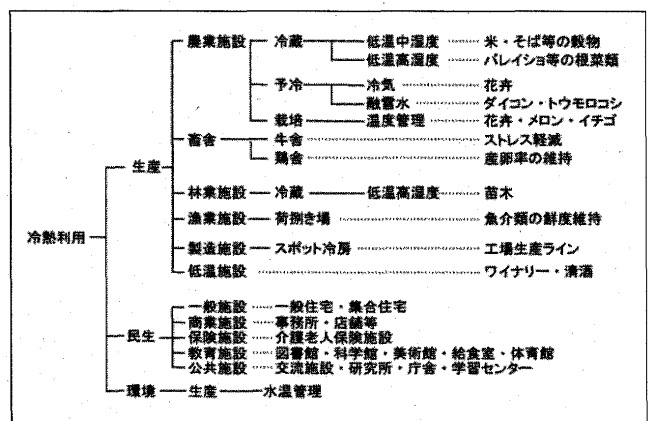 農業施設 冷蔵 低温中湿度 米・そば等の穀物
低温高湿度 バレイショ等の根菜類
予冷 冷気 花卉
融雪水 ダイコン・トウモロコシ
栽培 温度管理 花卉・メロン・イチゴ
畜舎 牛舎 ストレス軽減
鶏舎 産卵率の維持
生産
林業施設 冷蔵 低温高湿度 苗木
漁業施設 荷捌き場 魚介類の鮮度維持
冷熱利用
製造施設 スポット冷房 工場生産ライン
低温施設 ワイナリー・清酒
一般施設 一般住宅・集合住宅
商業施設 事務所・店舗等
民生 保険施設 介護老人保険施設
教育施設 図書館・科学館・美術館・給食室・体育館
公共施設 交流施設・研究所・庁舎・学習センター
環境 生産 水温管理